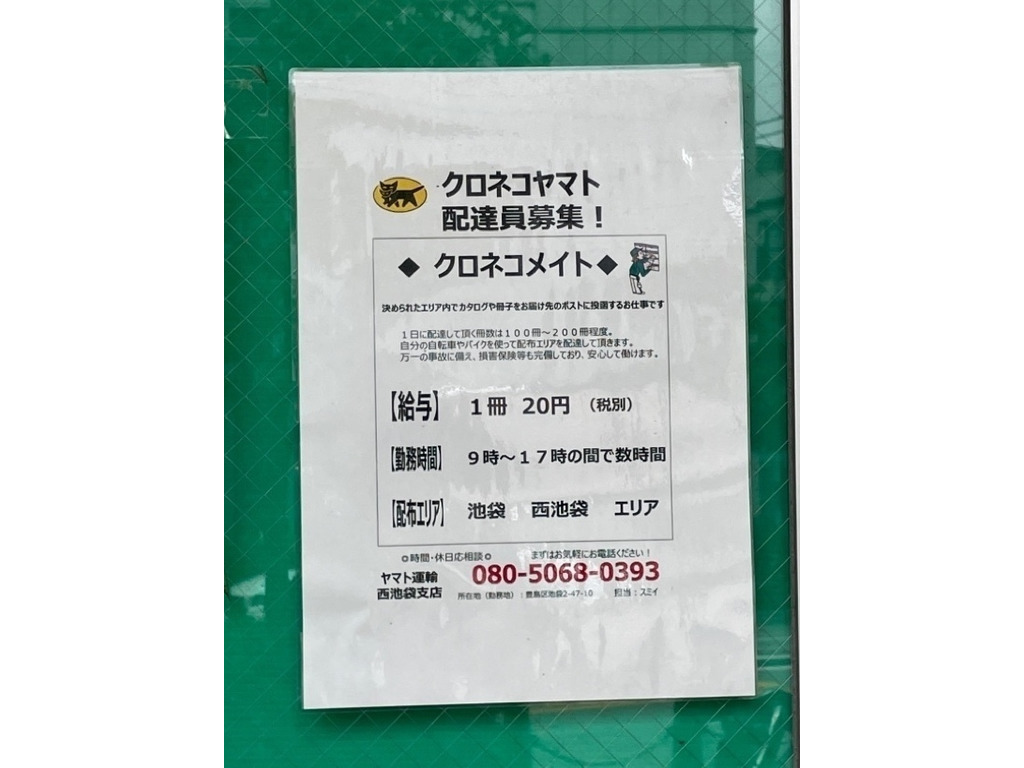 クロネコヤマト
配達員募集！
◆ クロネコメイト◆
決められたエリア内でカタログや冊子をお届け先のポストに投函するお仕事です
１日に配達して頂く冊数は１００冊～２００冊程度。
自分の自転車やバイクを使って配布エリアを配達して頂きます。
万一の事故に備え、損害保険等も完備しており、安心して働けます。
【給与】 １冊 20円 （税別）
【勤務時間】 ９時～１７時の間で数時間
【配布エリア】 池袋 西池袋 エリア
◎時間・休日応相談◎ まずはお気軽にお電話ください！
ヤマト運輸 080-5068-0393
西池袋支店 所在地（勤務地）：豊島区池袋2-47-10 担当：スミイ